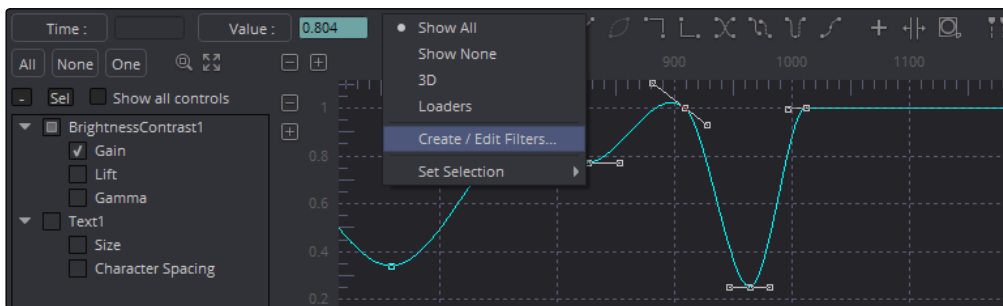 Time :
Value :
0.804
Show All
Show None
3D
Loaders
Create / Edit Filters...
Set Selection
All
None
One
900
1000
1100
-
Sel
Show all controls
1
BrightnessContrast1
Gain
0.8
Lift
Gamma
0.6
Text1
Size
0.4
Character Spacing
0.2